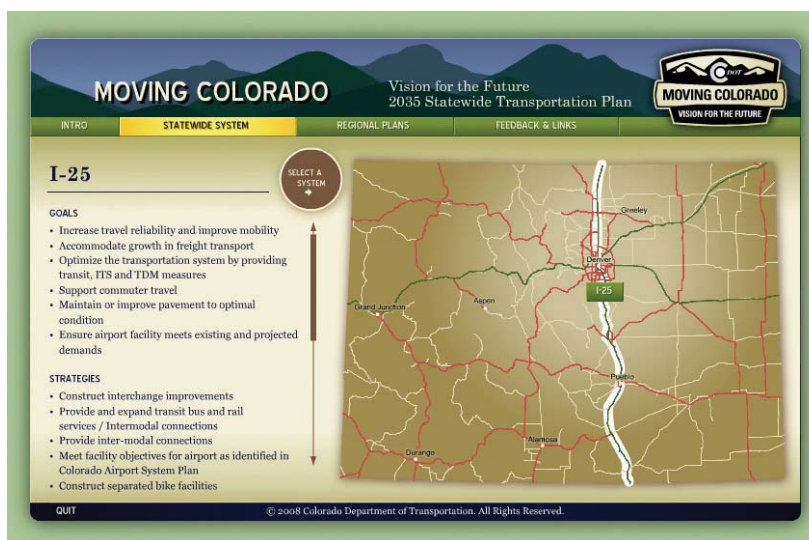 MOVING COLORADO
Vision for the Future
2035 Statewide Transportation Plan
CDOT
MOVING COLORADO
VISION FOR THE FUTURE
INTRO
STATEWIDE SYSTEM
REGIONAL PLANS
FEEDBACK & LINKS
I-25
SELECT A
SYSTEM
GOALS
• Increase travel reliability and improve mobility
• Accommodate growth in freight transport
• Optimize the transportation system by providing
transit, ITS and TDM measures
• Support commuter travel
• Maintain or improve pavement to optimal
condition
• Ensure airport facility meets existing and projected
demands
STRATEGIES
• Construct interchange improvements
• Provide and expand transit bus and rail
services / Intermodal connections
• Provide inter-modal connections
• Meet facility objectives for airport as identified in
Colorado Airport System Plan
• Construct separated bike facilities
Greeley
Denver
I-25
Grand Junction
Aspen
Pueblo
Alamosa
Durango
QUIT
© 2008 Colorado Department of Transportation. All Rights Reserved.